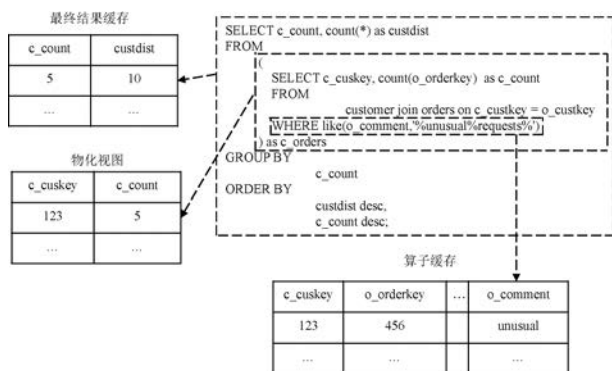 最终结果缓存
c_count custdist
5 10
... ...
物化视图
c_cuskey c_count
123 5
... ...
SELECT c_count, count(*) as custdist
FROM
(
SELECT c_cuskey, count(o_orderkey) as c_count
FROM
customer join orders on c_custkey = o_custkey
WHERE like(o_comment,'%unusual%requests%')
) as c_orders
GROUP BY
c_count
ORDER BY
custdist desc,
c_count desc;
算子缓存
c_cuskey o_orderkey ... o_comment
123 456 unusual
... ... ...